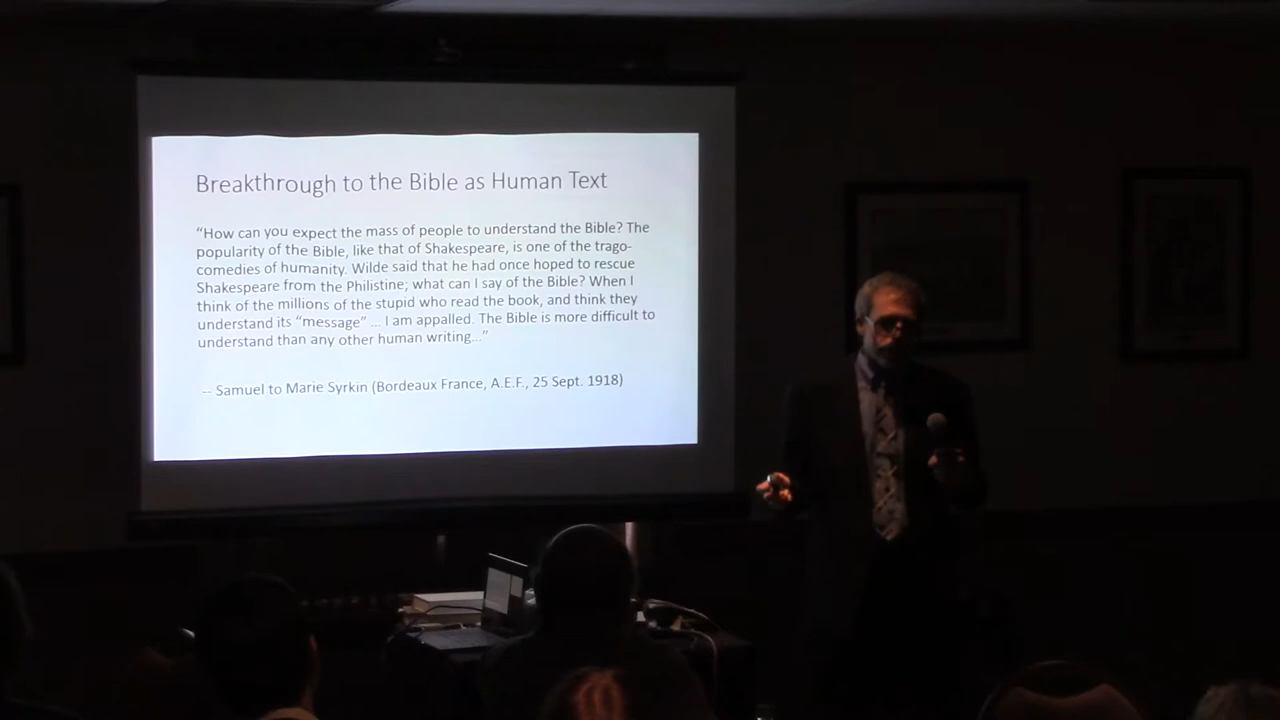 Breakthrough to the Bible as Human Text
“How can you expect the mass of people to understand the Bible? The
popularity of the Bible, like that of Shakespeare, is one of the trago-
comedies of humanity. Wilde said that he had once hoped to rescue
Shakespeare from the Philistine; what can I say of the Bible? When I
think of the millions of the stupid who read the book, and think they
understand its “message” ... I am appalled. The Bible is more difficult to
understand than any other human writing...”
-- Samuel to Marie Syrkin (Bordeaux France, A.E.F., 25 Sept. 1918)